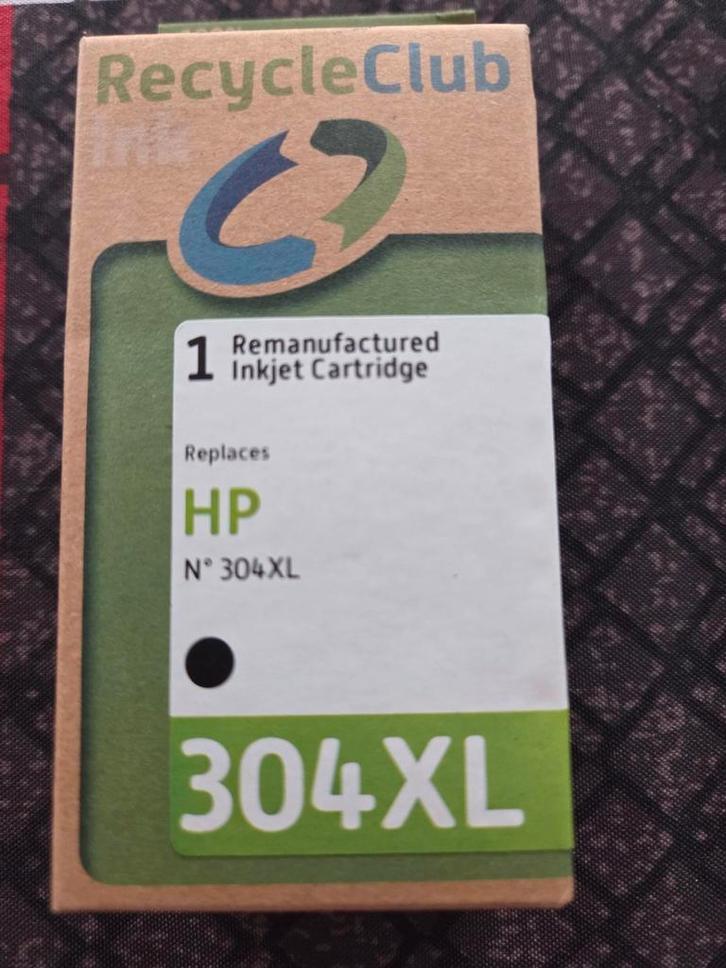 RecycleClub
Ink
1 Remanufactured
Inkjet Cartridge
Replaces
HP
N° 304XL
304XL